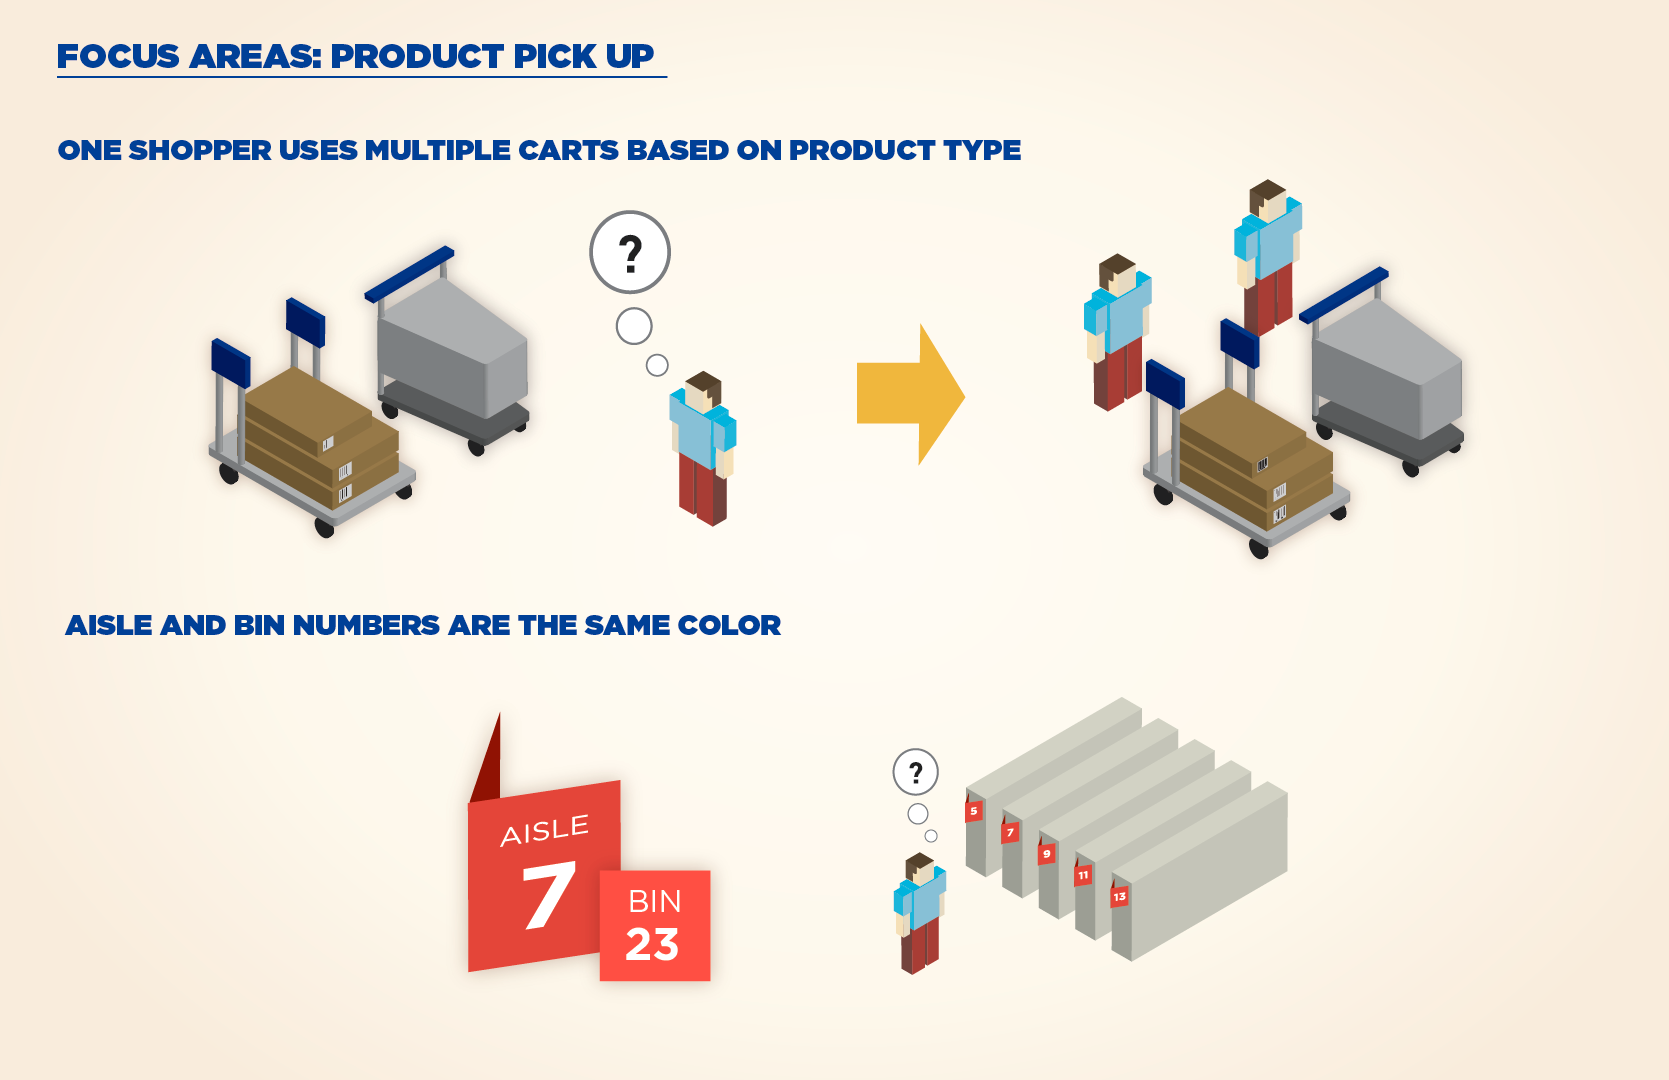 FOCUS AREAS: PRODUCT PICK UP
ONE SHOPPER USES MULTIPLE CARTS BASED ON PRODUCT TYPE
?
AISLE AND BIN NUMBERS ARE THE SAME COLOR
AISLE
7
BIN
23
?
5
7
9
11
13